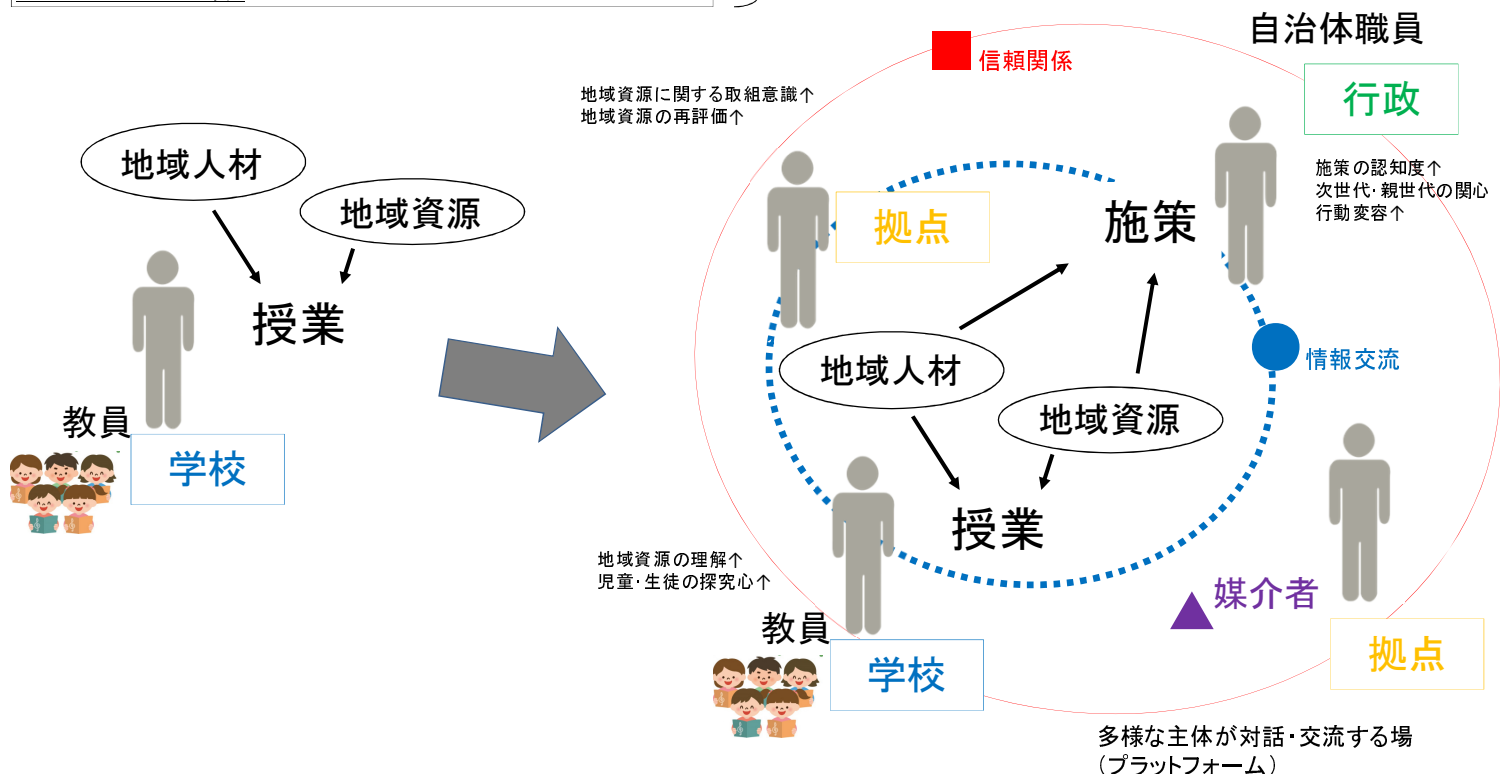 地域人材
地域資源
授業
教員
学校
自治体職員
信頼関係
行政
地域資源に関する取組意識↑
地域資源の再評価↑
施策の認知度↑
次世代・親世代の関心
行動変容↑
拠点
施策
地域人材
情報交流
地域資源
授業
地域資源の理解↑
児童・生徒の探究心↑
媒介者
教員
学校
拠点
多様な主体が対話・交流する場
(プラットフォーム)